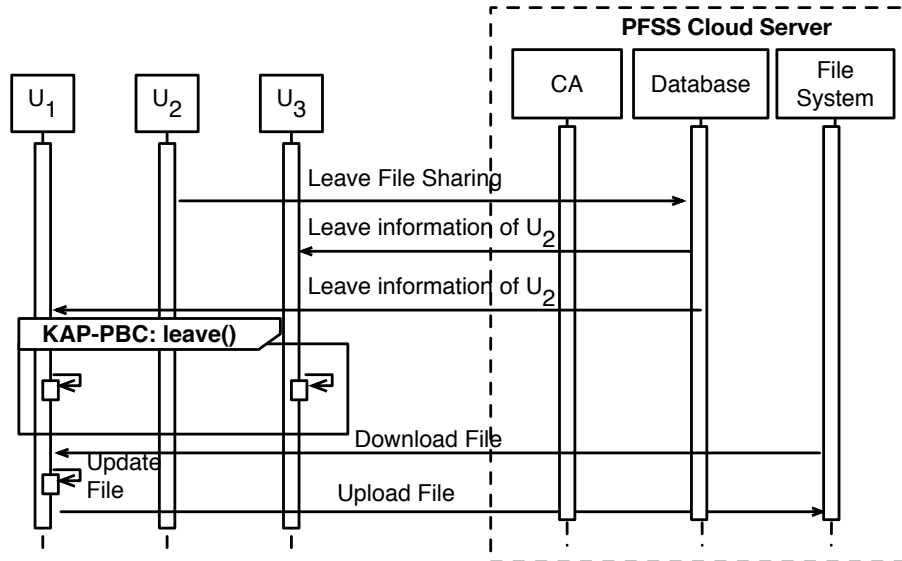 PFSS Cloud Server
U1
U2
U3
CA
Database
File
System
Leave File Sharing
Leave information of U2
Leave information of U2
KAP-PBC: leave()
Download File
Update
File
Upload File